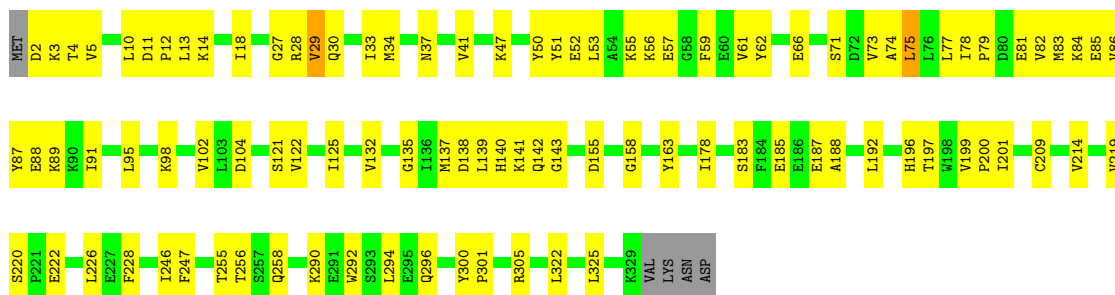 MET D2 K3 T4 V5 L10 D11 P12 L13 K14 I18 G27 R28 V29 Q30 I33 M34 N37 V41 K47 Y50 Y51 E52 L53 A54 K55 K56 E57 G58 F59 E60 V61 Y62 E66 S71 D72 V73 A74 L75 L76 L77 I78 P79 D80 E81 V82 M83 K84 E85
Y87 E88 K89 K90 I91 L95 K98 V102 L103 D104 S121 V122 I125 V132 G135 I136 M137 D138 L139 H140 K141 Q142 G143 D155 G158 Y163 I178 S183 F184 E185 E186 E187 A188 L192 H196 T197 W198 V199 P200 I201 C209 V214
S220 P221 E222 L226 E227 F228 I246 F247 T255 T256 S257 Q258 K290 E291 W292 S293 L294 E295 Q296 Y300 P301 R305 L322 L325 K329 VAL LYS ASN ASP